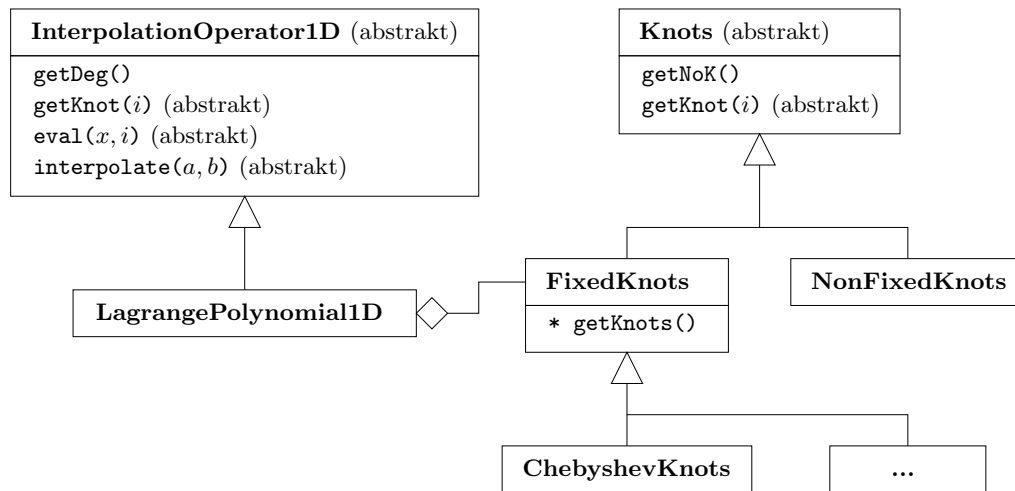 InterpolationOperator1D (abstrakt)
getDeg()
getKnot(i) (abstrakt)
eval(x, i) (abstrakt)
interpolate(a, b) (abstrakt)
Knots (abstrakt)
getNoK()
getKnot(i) (abstrakt)
LagrangePolynomial1D
FixedKnots
* getKnots()
NonFixedKnots
ChebyshevKnots
...